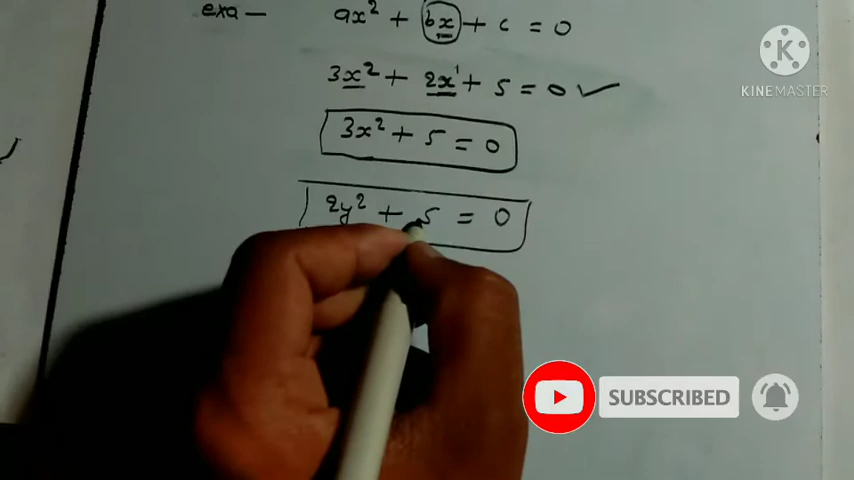 exa — ax² + bx + c = 0
3x² + 2x¹ + 5 = 0 ✓
3x² + 5 = 0
2y² + 5 = 0
KINEMASTER
SUBSCRIBED